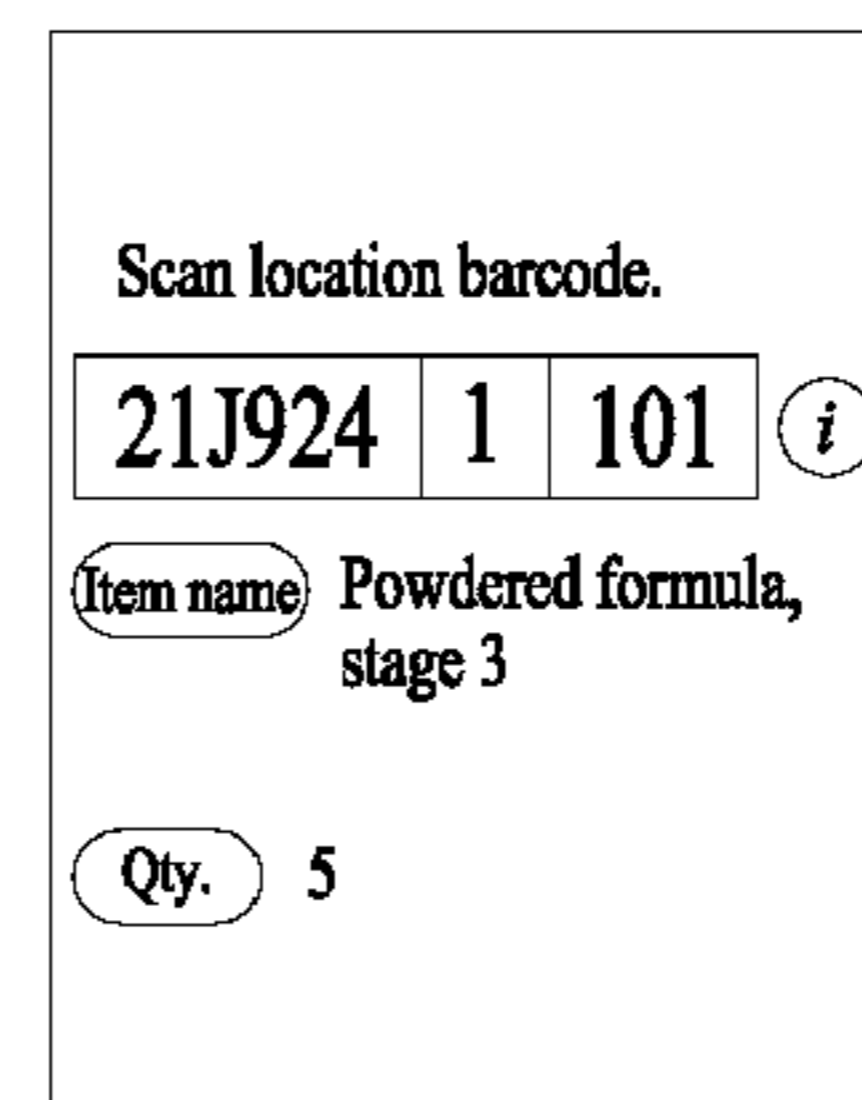 Scan location barcode.
21J924 1 101 i
Item name Powdered formula,
stage 3
Qty. 5